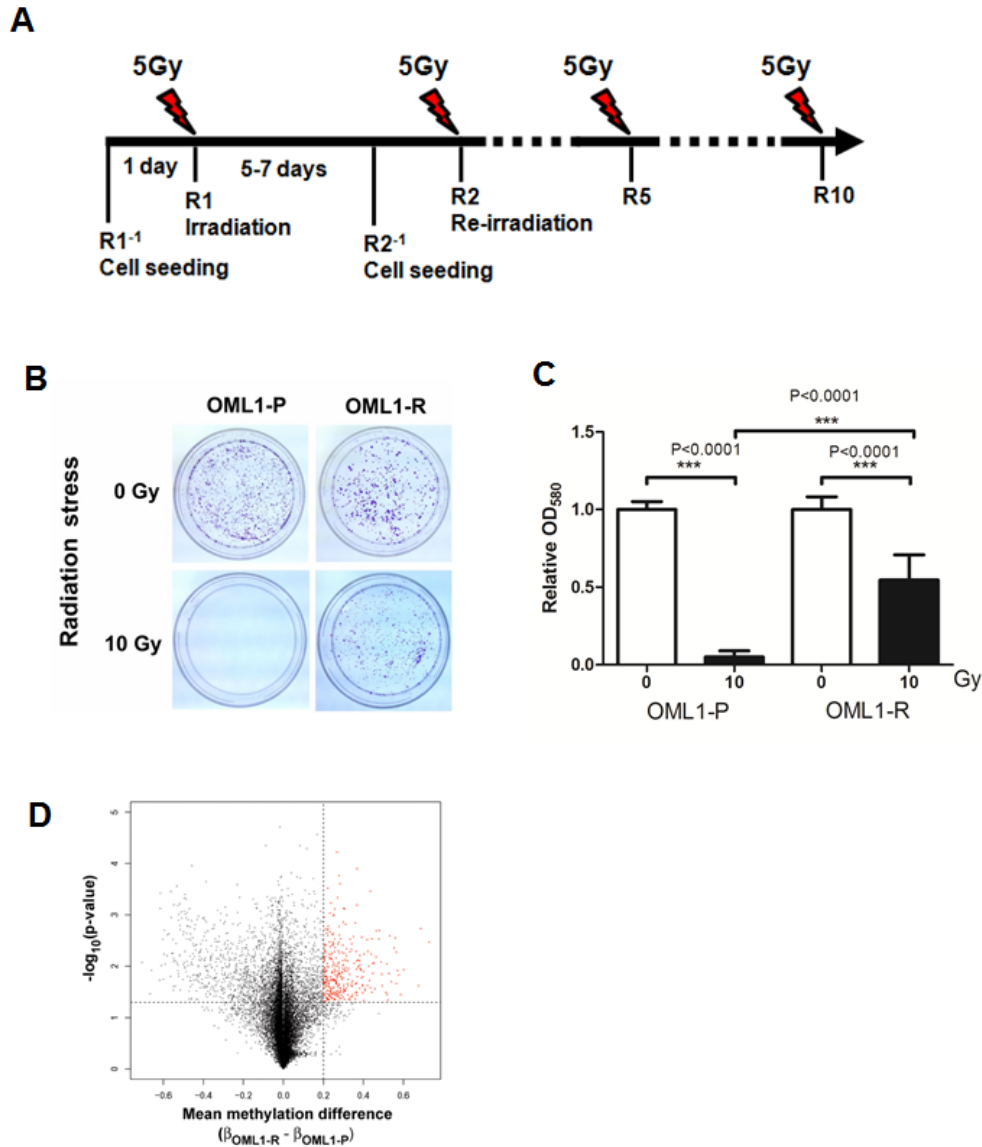 A
5Gy 5Gy 5Gy 5Gy
1 day 5-7 days
R1 R2 R5 R10
Irradiation Re-irradiation
R1⁻¹ R2⁻¹
Cell seeding Cell seeding
B
OML1-P OML1-R
Radiation stress
0 Gy
10 Gy
C
P<0.0001
***
P<0.0001 P<0.0001
*** ***
Relative OD₅₈₀
1.5
1.0
0.5
0.0
0 10 0 10 Gy
OML1-P OML1-R
D
-log₁₀(p-value)
5
4
3
2
1
0
-0.6 -0.4 -0.2 0.0 0.2 0.4 0.6
Mean methylation difference
(βOML1-R - βOML1-P)